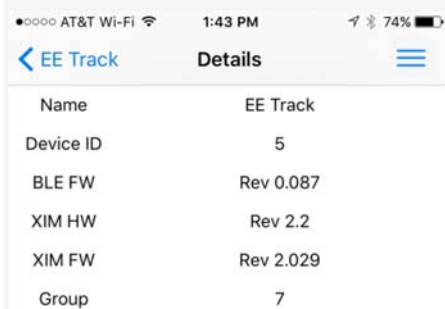 AT&T Wi-Fi 1:43 PM 74%
EE Track Details
Name EE Track
Device ID 5
BLE FW Rev 0.087
XIM HW Rev 2.2
XIM FW Rev 2.029
Group 7